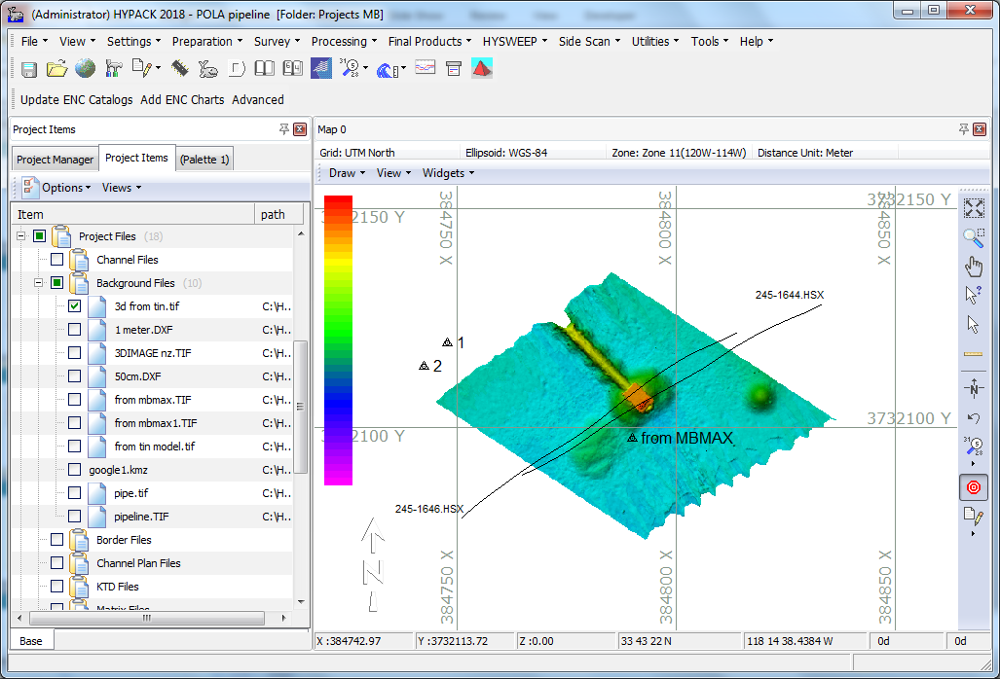 (Administrator) HYPACK 2018 - POLA pipeline [Folder: Projects MB]
File View Settings Preparation Survey Processing Final Products HYSWEEP Side Scan Utilities Tools Help
Update ENC Catalogs Add ENC Charts Advanced
Project Items
Project Manager Project Items (Palette 1)
Options Views
Item path
Project Files (18)
Channel Files
Background Files (10)
3d from tin.tif C:\H..
1 meter.DXF C:\H..
3DIMAGE nz.TIF C:\H..
50cm.DXF C:\H..
from mbmax.TIF C:\H..
from mbmax1.TIF C:\H..
from tin model.tif C:\H..
google1.kmz C:\H..
pipe.tif C:\H..
pipeline.TIF C:\H..
Border Files
Channel Plan Files
KTD Files
Matrix Files
Base
Map 0
Grid: UTM North Ellipsoid: WGS-84 Zone: Zone 11(120W-114W) Distance Unit: Meter
Draw View Widgets
384750 X
384800 X
384850 X
3732150 Y
3732150 Y
245-1644.HSX
1
2
3732100 Y
3732100 Y
from MBMAX
245-1646.HSX
N
384750 X
384800 X
384850 X
N
X :384742.97 Y :3732113.72 Z :0.00 33 43 22 N 118 14 38.4384 W 0d 0d